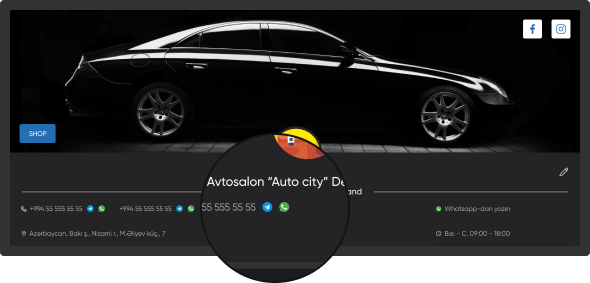 SHOP
Avtosalon “Auto city” De
and
+994 55 555 55 55
+994 55 555 55 55
55 555 55 55
Whatsapp-dan yazın
Azərbaycan, Bakı ş., Nizami r., M.Əliyev küç., 7
B.e. - C. 09:00 - 18:00